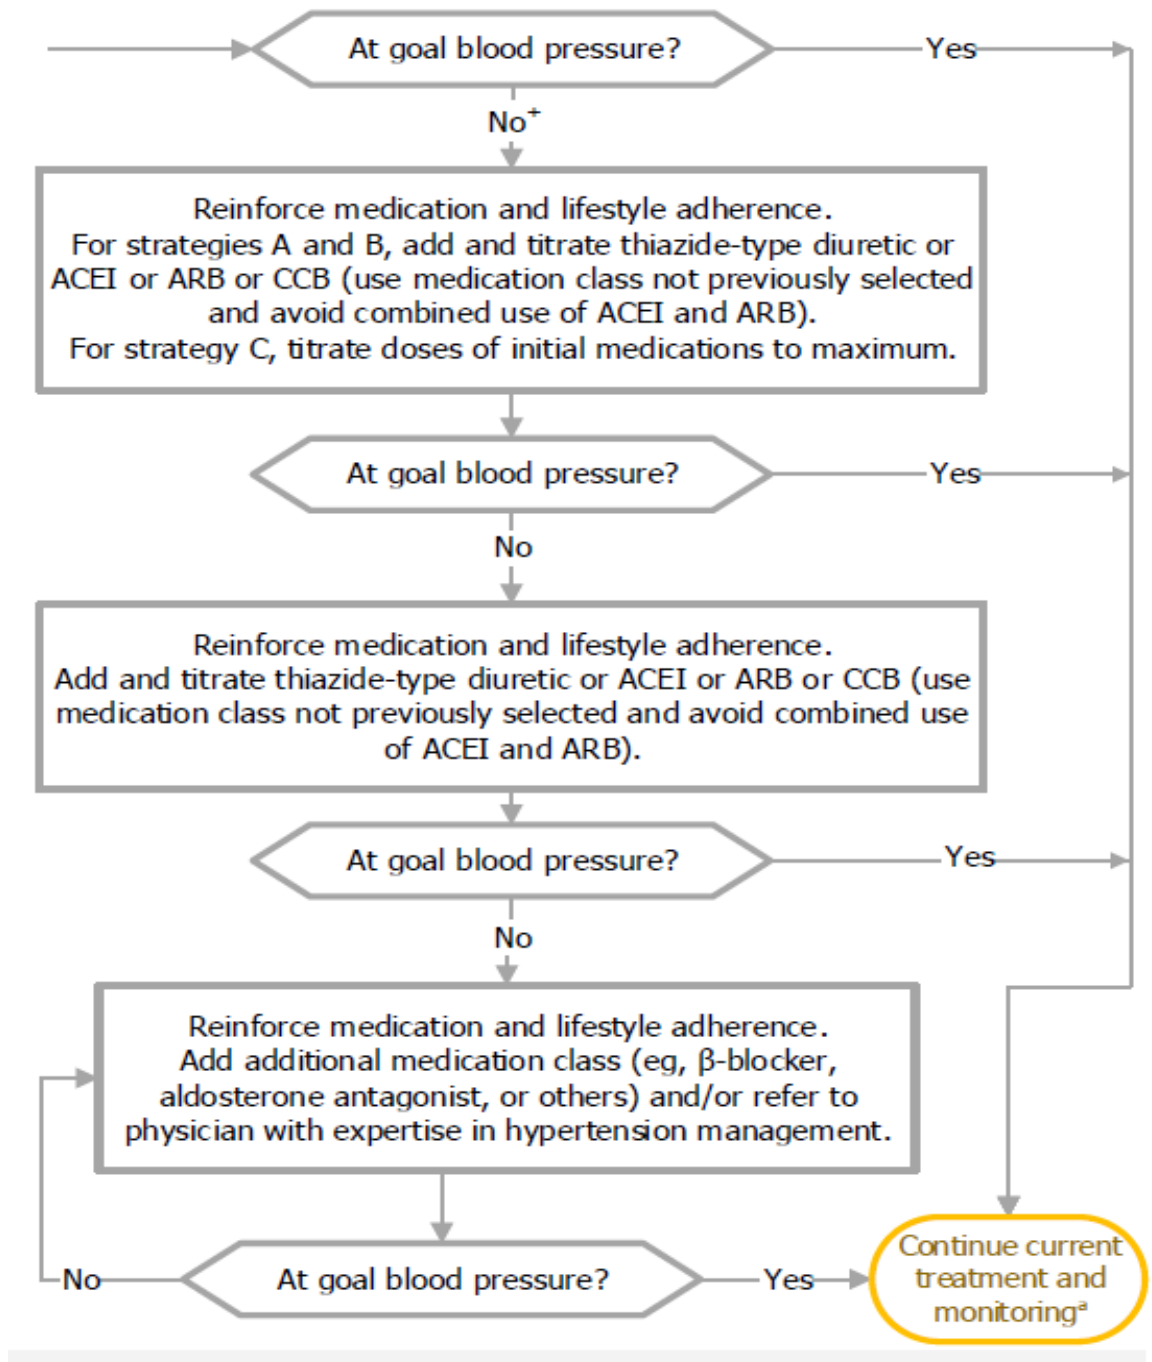 At goal blood pressure?
Yes
No+
Reinforce medication and lifestyle adherence.
For strategies A and B, add and titrate thiazide-type diuretic or
ACEI or ARB or CCB (use medication class not previously selected
and avoid combined use of ACEI and ARB).
For strategy C, titrate doses of initial medications to maximum.
At goal blood pressure?
Yes
No
Reinforce medication and lifestyle adherence.
Add and titrate thiazide-type diuretic or ACEI or ARB or CCB (use
medication class not previously selected and avoid combined use
of ACEI and ARB).
At goal blood pressure?
Yes
No
Reinforce medication and lifestyle adherence.
Add additional medication class (eg, β-blocker,
aldosterone antagonist, or others) and/or refer to
physician with expertise in hypertension management.
No
At goal blood pressure?
Yes
Continue current
treatment and
monitoringª